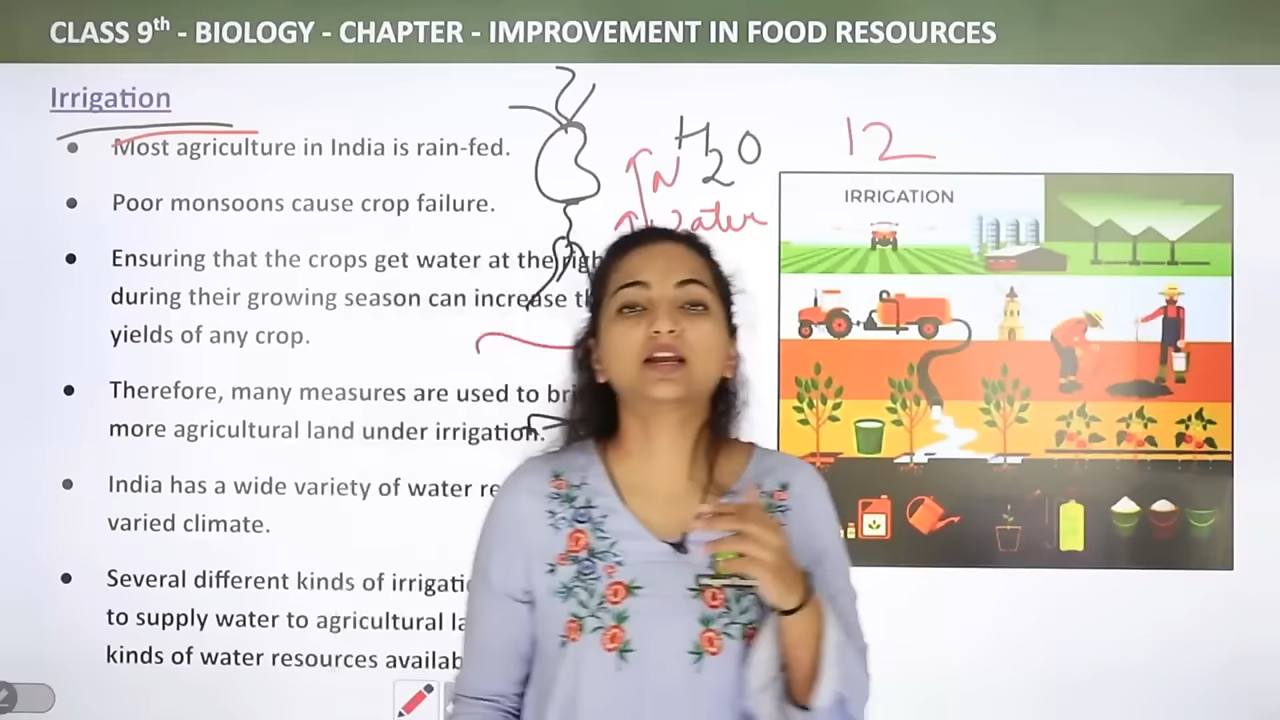 CLASS 9th - BIOLOGY - CHAPTER - IMPROVEMENT IN FOOD RESOURCES
Irrigation
Most agriculture in India is rain-fed.
Poor monsoons cause crop failure.
Ensuring that the crops get water at the
during their growing season can increase
yields of any crop.
Therefore, many measures are used to
more agricultural land under irrigation.
India has a wide variety of water
varied climate.
Several different kinds of
to supply water to agricultural
kinds of water resources
H2O
12
N
water
IRRIGATION